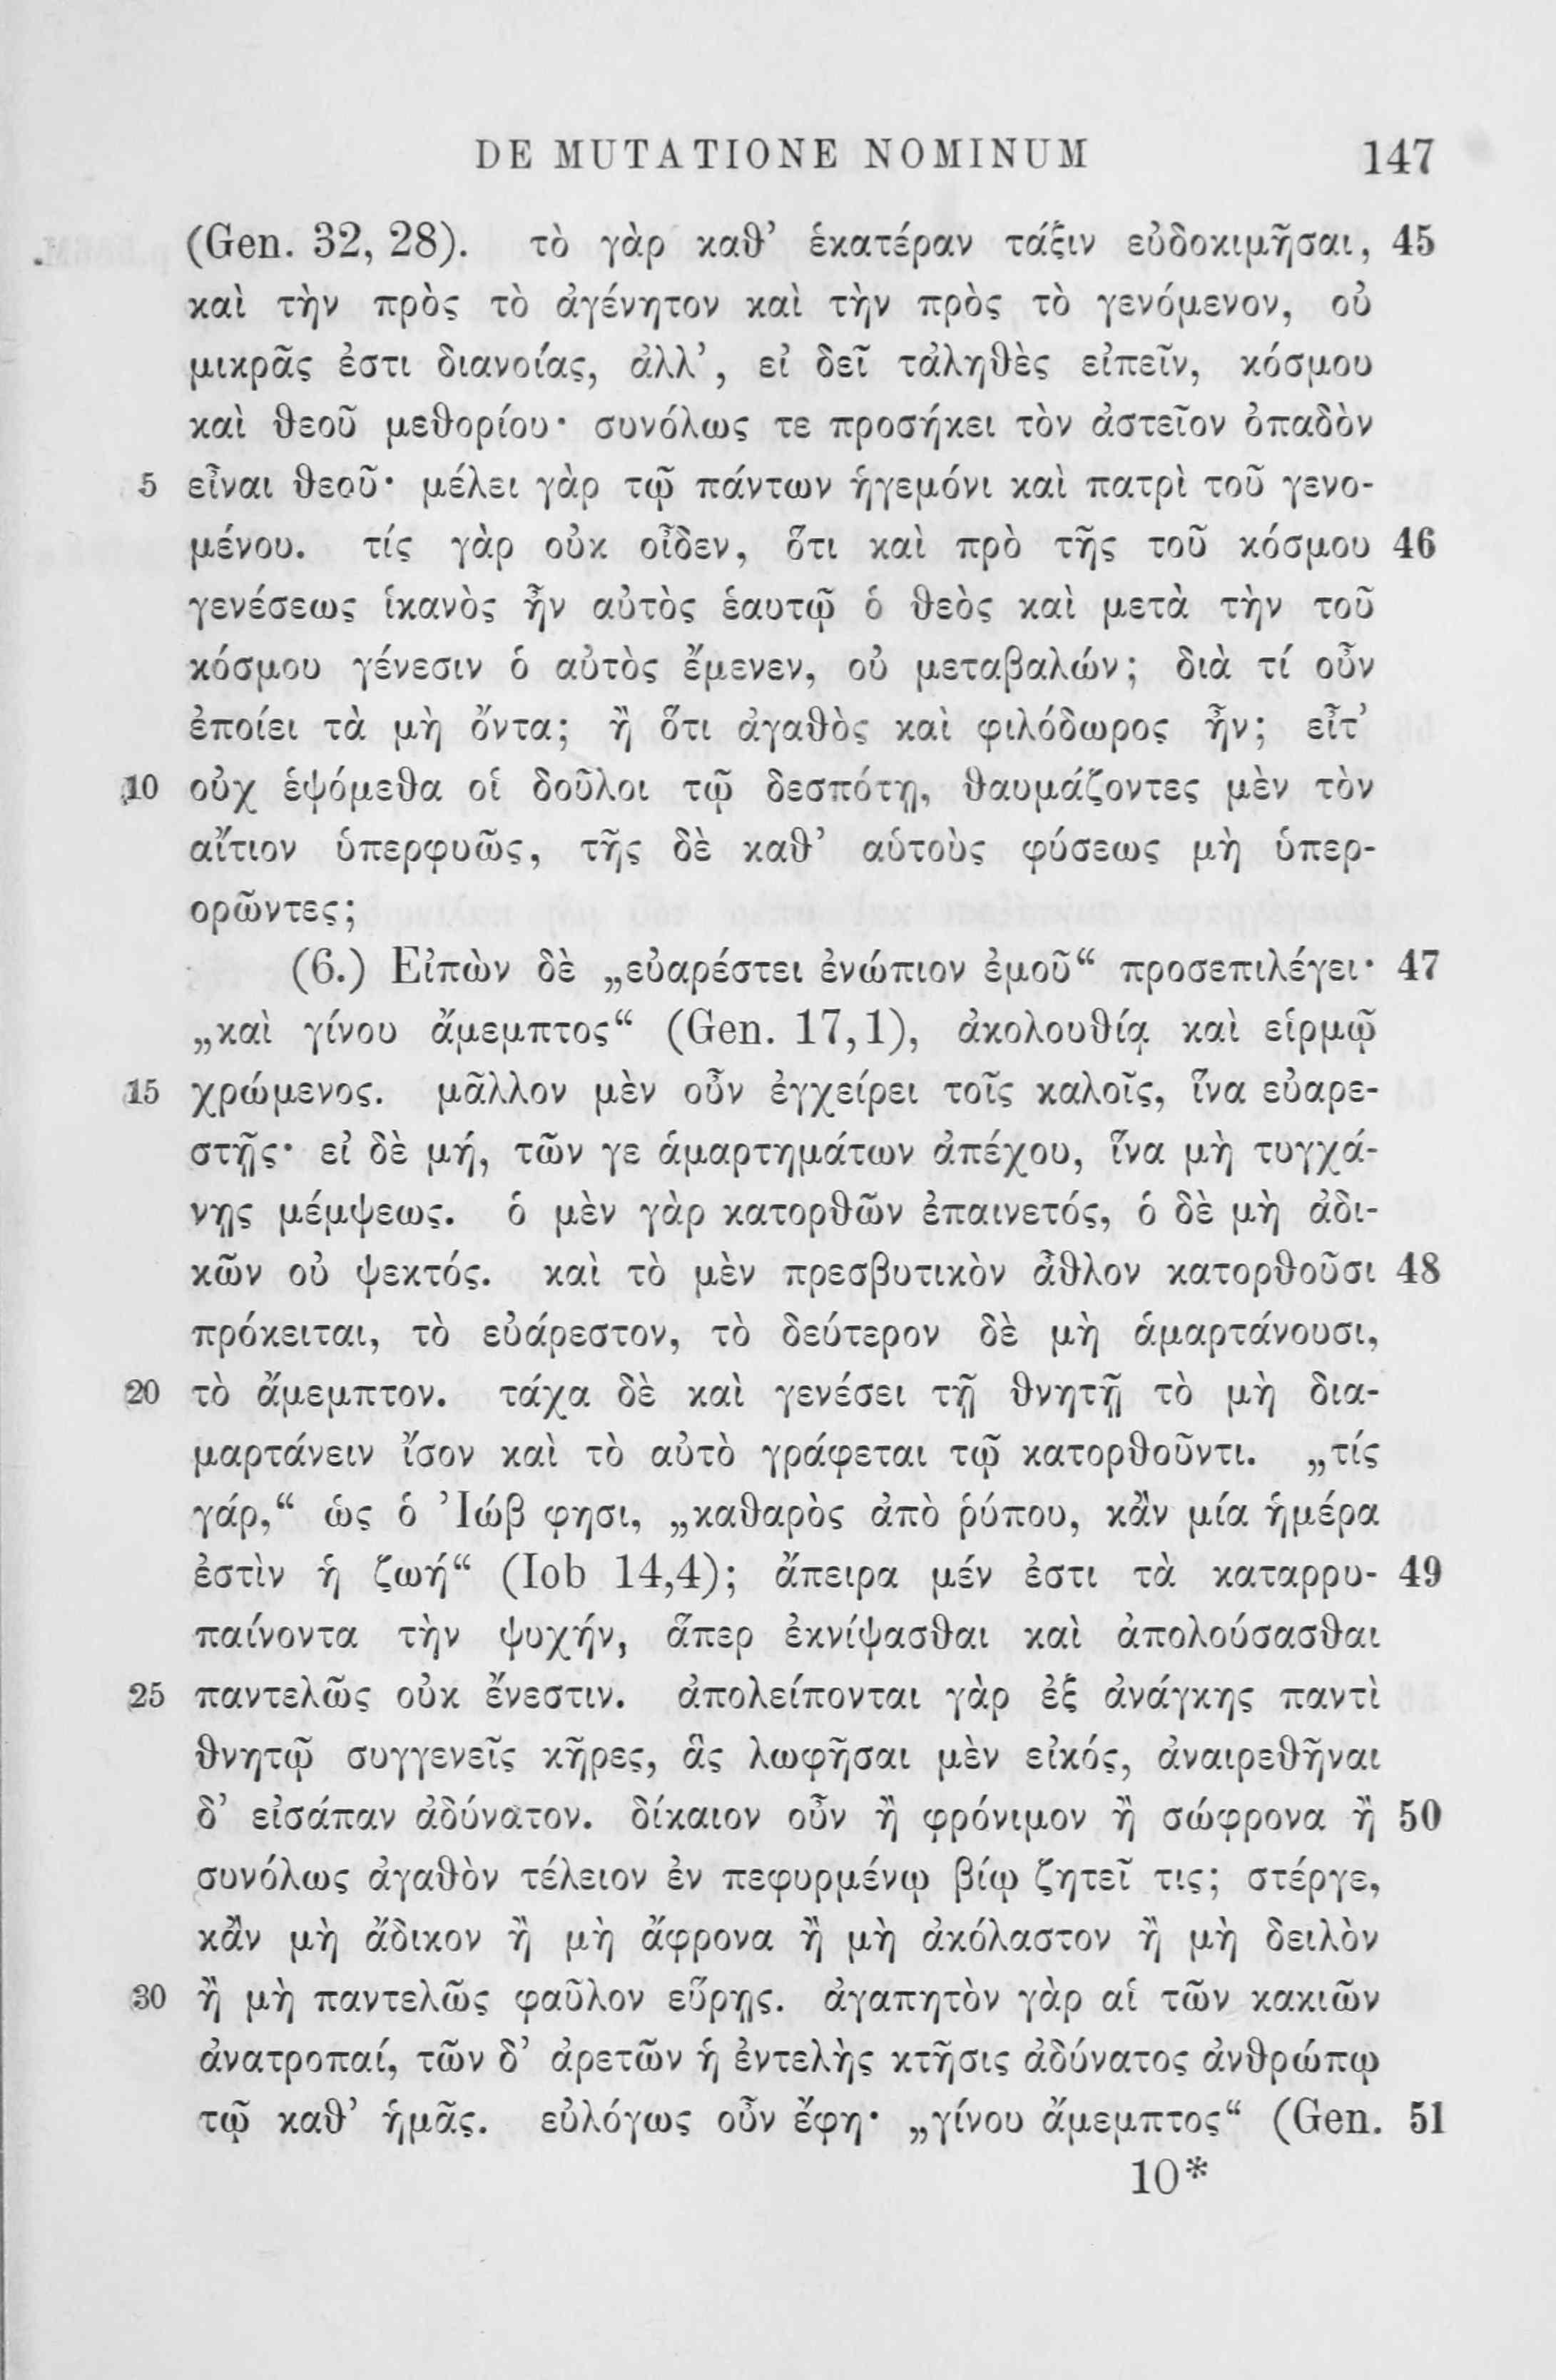 DE MUTATIONE NOMINUM 147
(Gen. 32, 28). τὸ γὰρ καθ’ ἑκατέραν τάξιν εὐδοκιμῆσαι, 45
καὶ τὴν πρὸς τὸ ἀγένητον καὶ τὴν πρὸς τὸ γενόμενον, οὐ
μικρᾶς ἐστι διανοίας, ἀλλ’, εἰ δεῖ τἀληθὲς εἰπεῖν, κόσμου
καὶ θεοῦ μεθορίου· συνόλως τε προσήκει τὸν ἀστεῖον ὀπαδὸν
5 εἶναι θεοῦ· μέλει γὰρ τῷ πάντων ἡγεμόνι καὶ πατρὶ τοῦ γενο-
μένου. τίς γὰρ οὐκ οἶδεν, ὅτι καὶ πρὸ τῆς τοῦ κόσμου 46
γενέσεως ἱκανὸς ἦν αὐτὸς ἑαυτῷ ὁ θεὸς καὶ μετὰ τὴν τοῦ
κόσμου γένεσιν ὁ αὐτὸς ἔμενεν, οὐ μεταβαλών; διὰ τί οὖν
ἐποίει τὰ μὴ ὄντα; ἢ ὅτι ἀγαθὸς καὶ φιλόδωρος ἦν; εἶτ’
10 οὐχ ἑψόμεθα οἱ δοῦλοι τῷ δεσπότῃ, θαυμάζοντες μὲν τὸν
αἴτιον ὑπερφυῶς, τῆς δὲ καθ’ αὑτοὺς φύσεως μὴ ὑπερ-
ορῶντες;
(6.) Εἰπὼν δὲ „εὐαρέστει ἐνώπιον ἐμοῦ“ προσεπιλέγει· 47
„καὶ γίνου ἄμεμπτος“ (Gen. 17,1), ἀκολουθίᾳ καὶ εἱρμῷ
15 χρώμενος. μᾶλλον μὲν οὖν ἐγχείρει τοῖς καλοῖς, ἵνα εὐαρε-
στῇς· εἰ δὲ μή, τῶν γε ἁμαρτημάτων ἀπέχου, ἵνα μὴ τυγχά-
νῃς μέμψεως. ὁ μὲν γὰρ κατορθῶν ἐπαινετός, ὁ δὲ μὴ ἀδι-
κῶν οὐ ψεκτός. καὶ τὸ μὲν πρεσβυτικὸν ἆθλον κατορθοῦσι 48
πρόκειται, τὸ εὐάρεστον, τὸ δεύτερον δὲ μὴ ἁμαρτάνουσι,
20 τὸ ἄμεμπτον. τάχα δὲ καὶ γενέσει τῇ θνητῇ τὸ μὴ δια-
μαρτάνειν ἴσον καὶ τὸ αὐτὸ γράφεται τῷ κατορθοῦντι. „τίς
γάρ,“ ὡς ὁ Ἰώβ φησι, „καθαρὸς ἀπὸ ῥύπου, κἂν μία ἡμέρα
ἐστὶν ἡ ζωή“ (Iob 14,4); ἄπειρα μέν ἐστι τὰ καταρρυ- 49
παίνοντα τὴν ψυχήν, ἅπερ ἐκνίψασθαι καὶ ἀπολούσασθαι
25 παντελῶς οὐκ ἔνεστιν. ἀπολείπονται γὰρ ἐξ ἀνάγκης παντὶ
θνητῷ συγγενεῖς κῆρες, ἃς λωφῆσαι μὲν εἰκός, ἀναιρεθῆναι
δ’ εἰσάπαν ἀδύνατον. δίκαιον οὖν ἢ φρόνιμον ἢ σώφρονα ἢ 50
συνόλως ἀγαθὸν τέλειον ἐν πεφυρμένῳ βίῳ ζητεῖ τις; στέργε,
κἂν μὴ ἄδικον ἢ μὴ ἄφρονα ἢ μὴ ἀκόλαστον ἢ μὴ δειλὸν
30 ἢ μὴ παντελῶς φαῦλον εὕρῃς. ἀγαπητὸν γὰρ αἱ τῶν κακιῶν
ἀνατροπαί, τῶν δ’ ἀρετῶν ἡ ἐντελὴς κτῆσις ἀδύνατος ἀνθρώπῳ
τῷ καθ’ ἡμᾶς. εὐλόγως οὖν ἔφη· „γίνου ἄμεμπτος“ (Gen. 51
10*